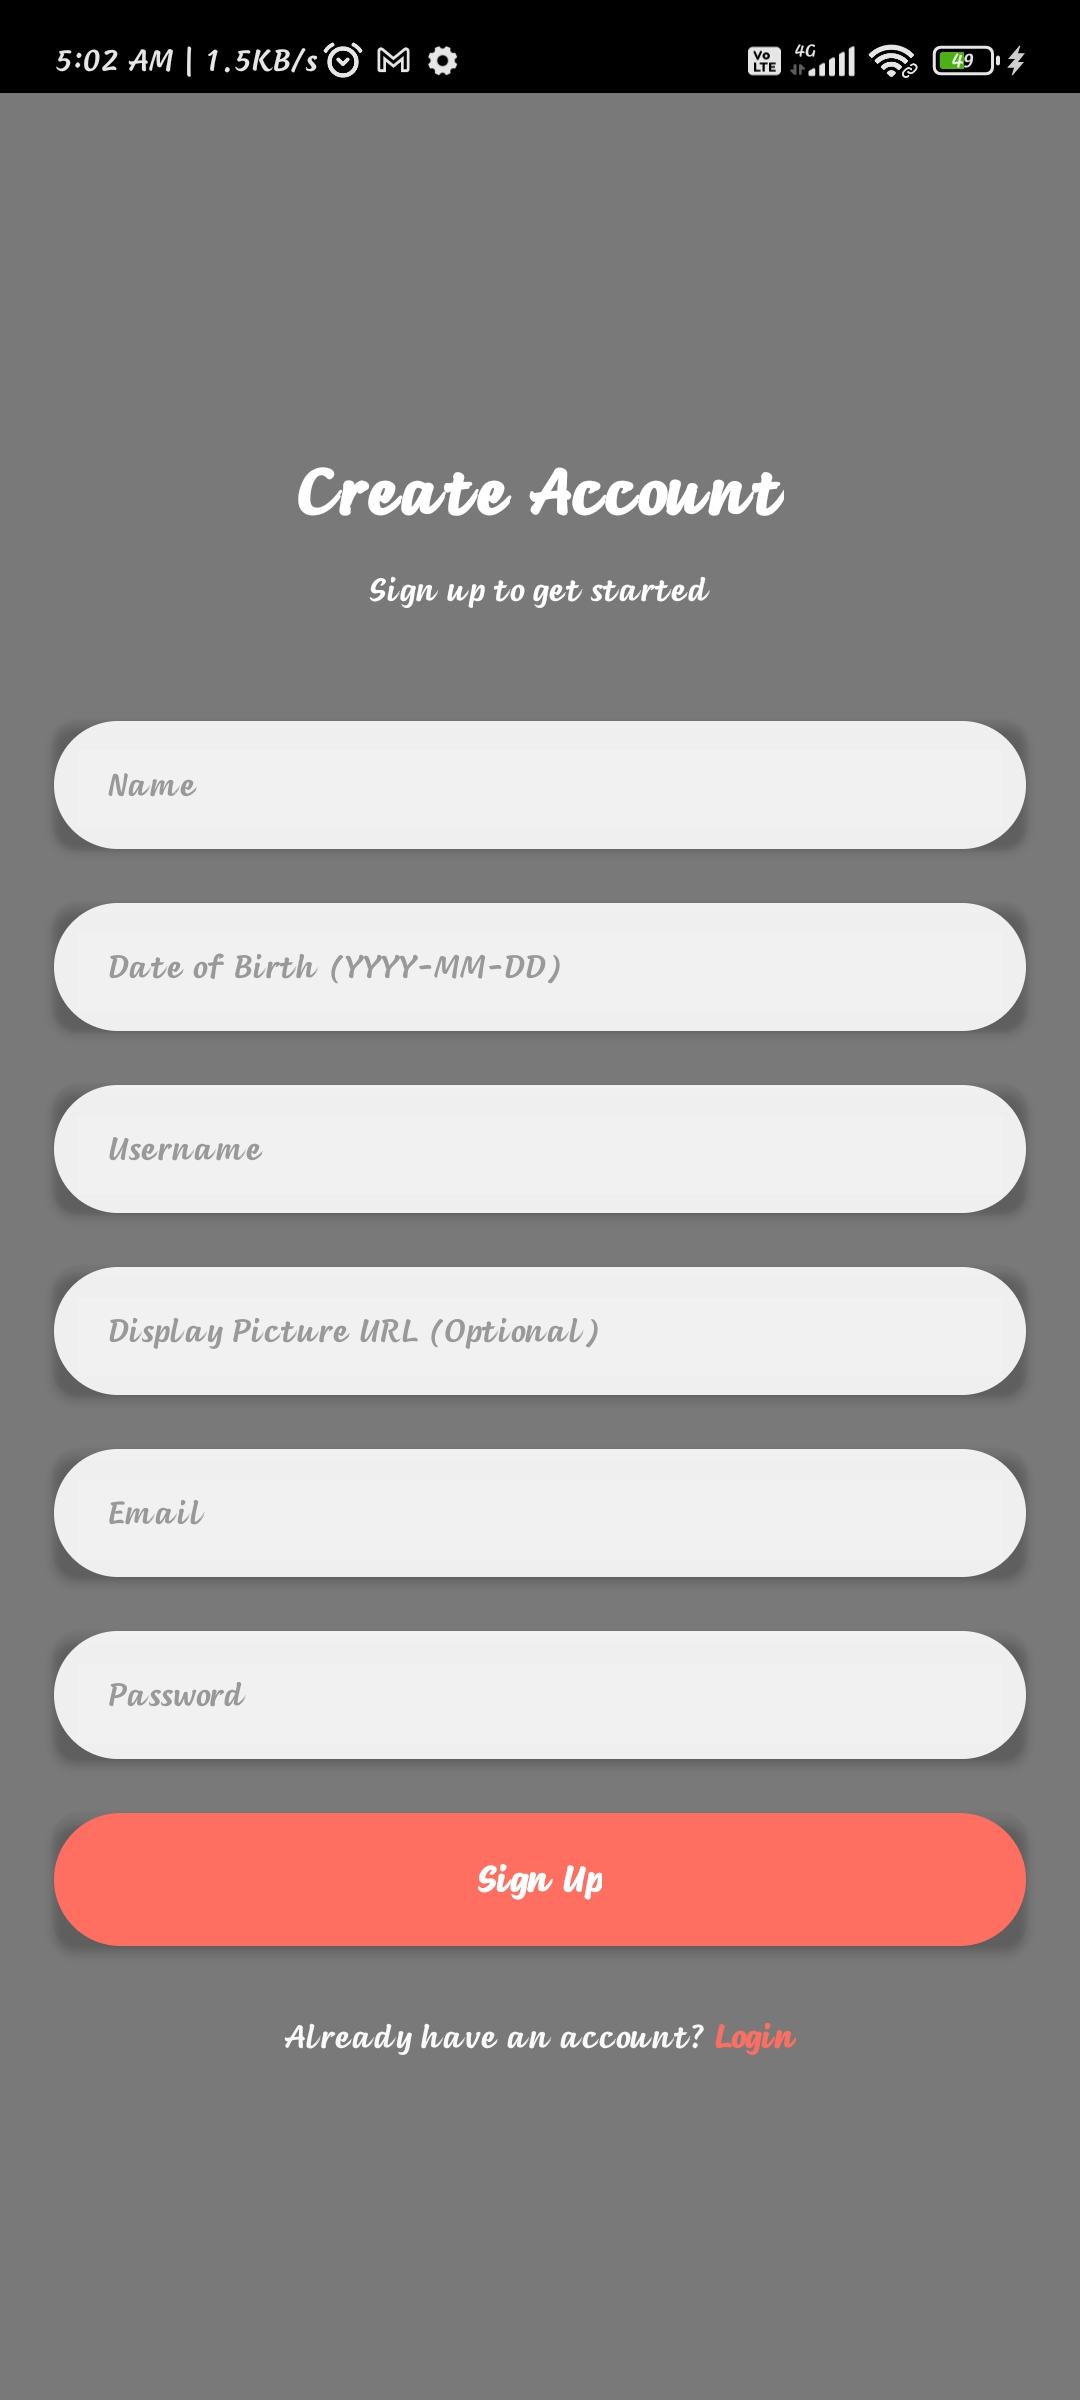 5:02 AM | 1.5KB/s Vo LTE 4G 49
Create Account
Sign up to get started
Name
Date of Birth (YYYY-MM-DD)
Username
Display Picture URL (Optional)
Email
Password
Sign Up
Already have an account? Login